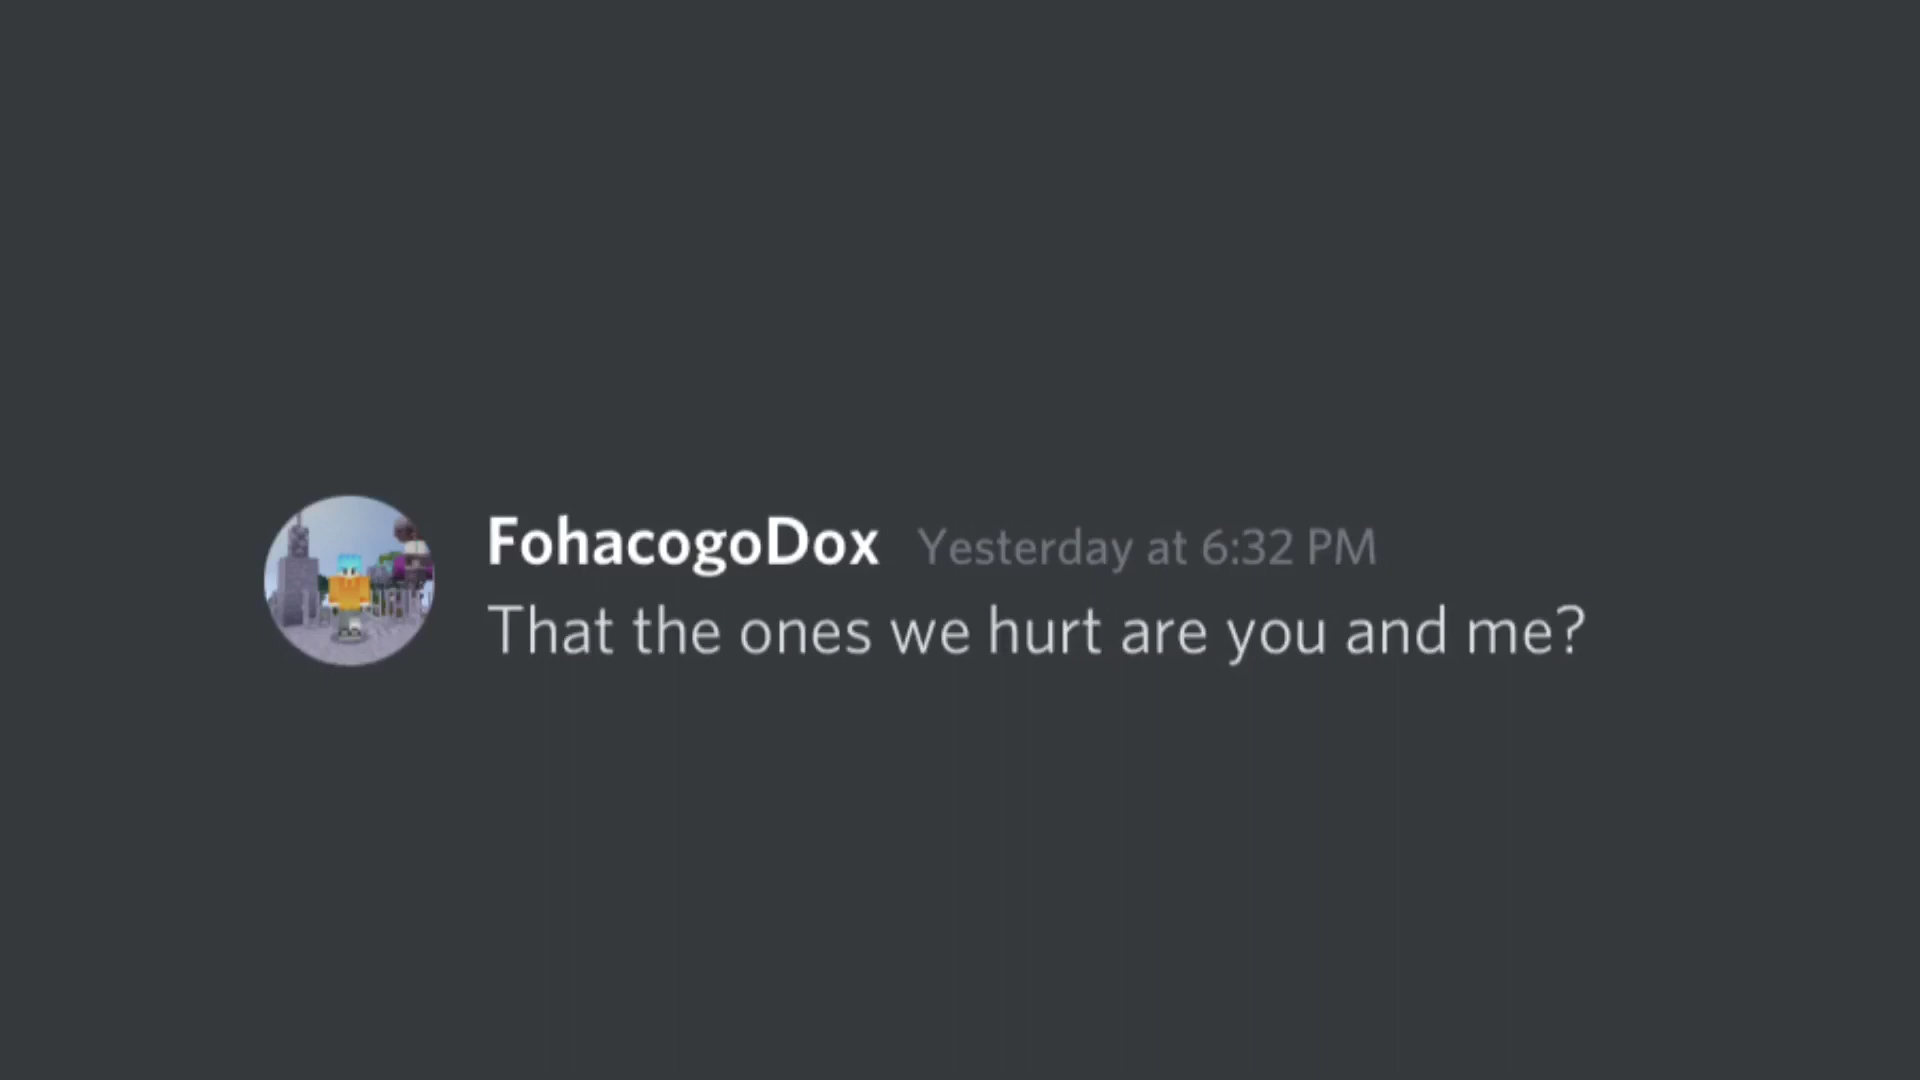 FohacogoDox Yesterday at 6:32 PM
That the ones we hurt are you and me?